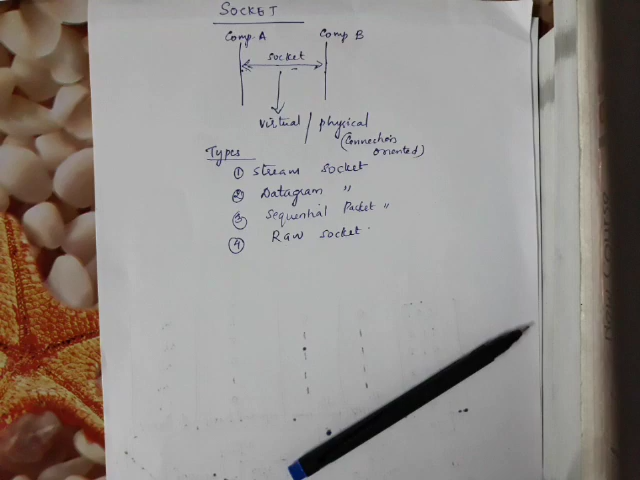 SOCKET
Comp. A Comp B
socket
virtual / physical
(Connection
oriented)
Types
① Stream socket
② Datagram "
③ Sequential Packet "
④ Raw socket.